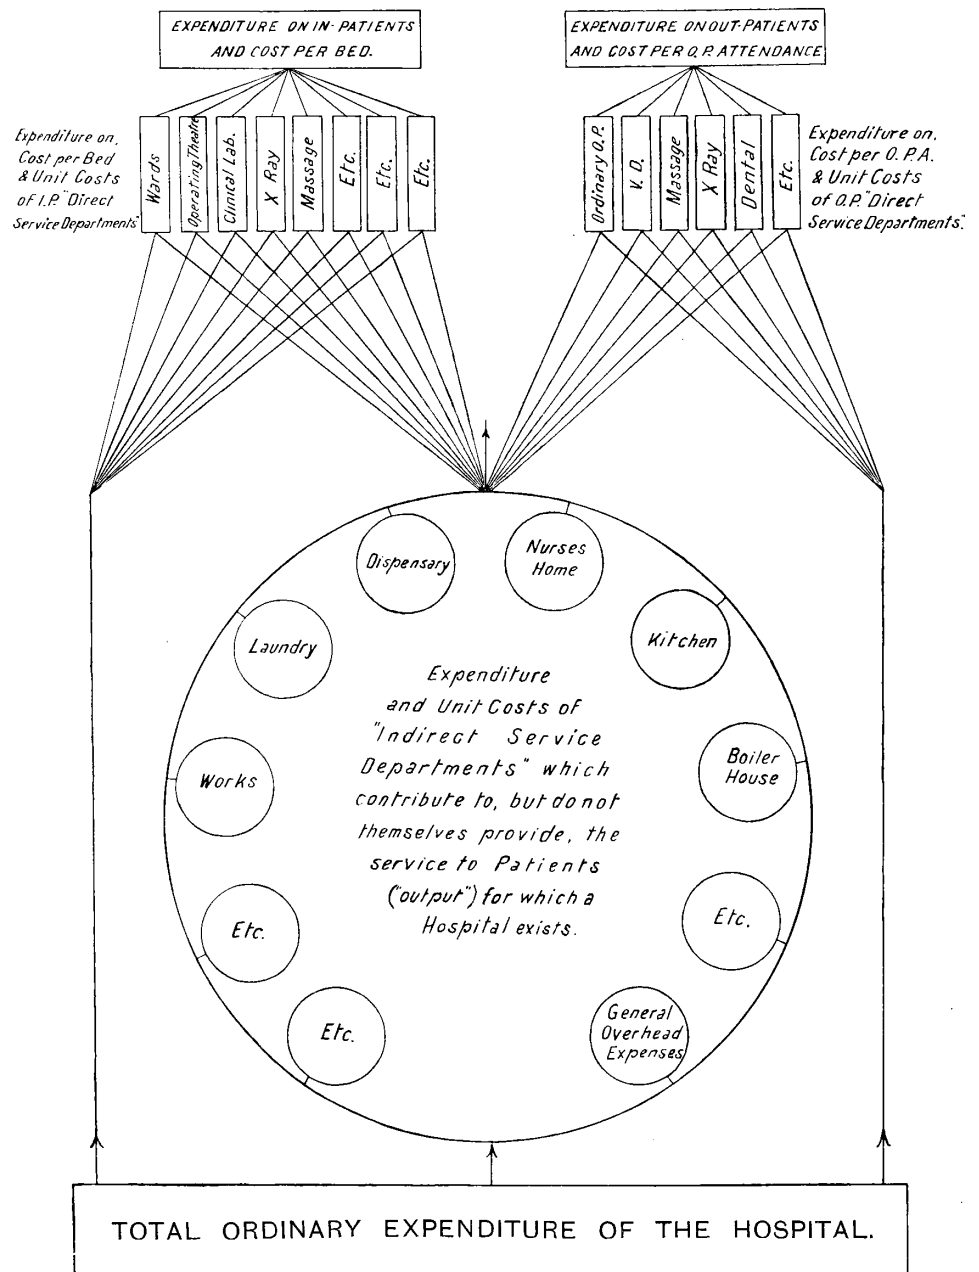 EXPENDITURE ON IN-PATIENTS
AND COST PER BED.
EXPENDITURE ON OUT-PATIENTS
AND COST PER O.P. ATTENDANCE
Expenditure on,
Cost per Bed
& Unit Costs
of I.P. "Direct
Service Departments"
Wards
Operating Theatre
Clinical Lab.
X Ray
Massage
Etc.
Etc.
Etc.
Ordinary O.P.
V. D.
Massage
X Ray
Dental
Etc.
Expenditure on,
Cost per O. P.A.
& Unit Costs
of O.P. "Direct
Service Departments".
Dispensary
Nurses
Home
Laundry
Kitchen
Works
Boiler
House
Etc.
Etc.
Etc.
General
Overhead
Expenses
Expenditure
and Unit Costs of
"Indirect Service
Departments" which
contribute to, but do not
themselves provide, the
service to Patients
("output") for which a
Hospital exists.
TOTAL ORDINARY EXPENDITURE OF THE HOSPITAL.